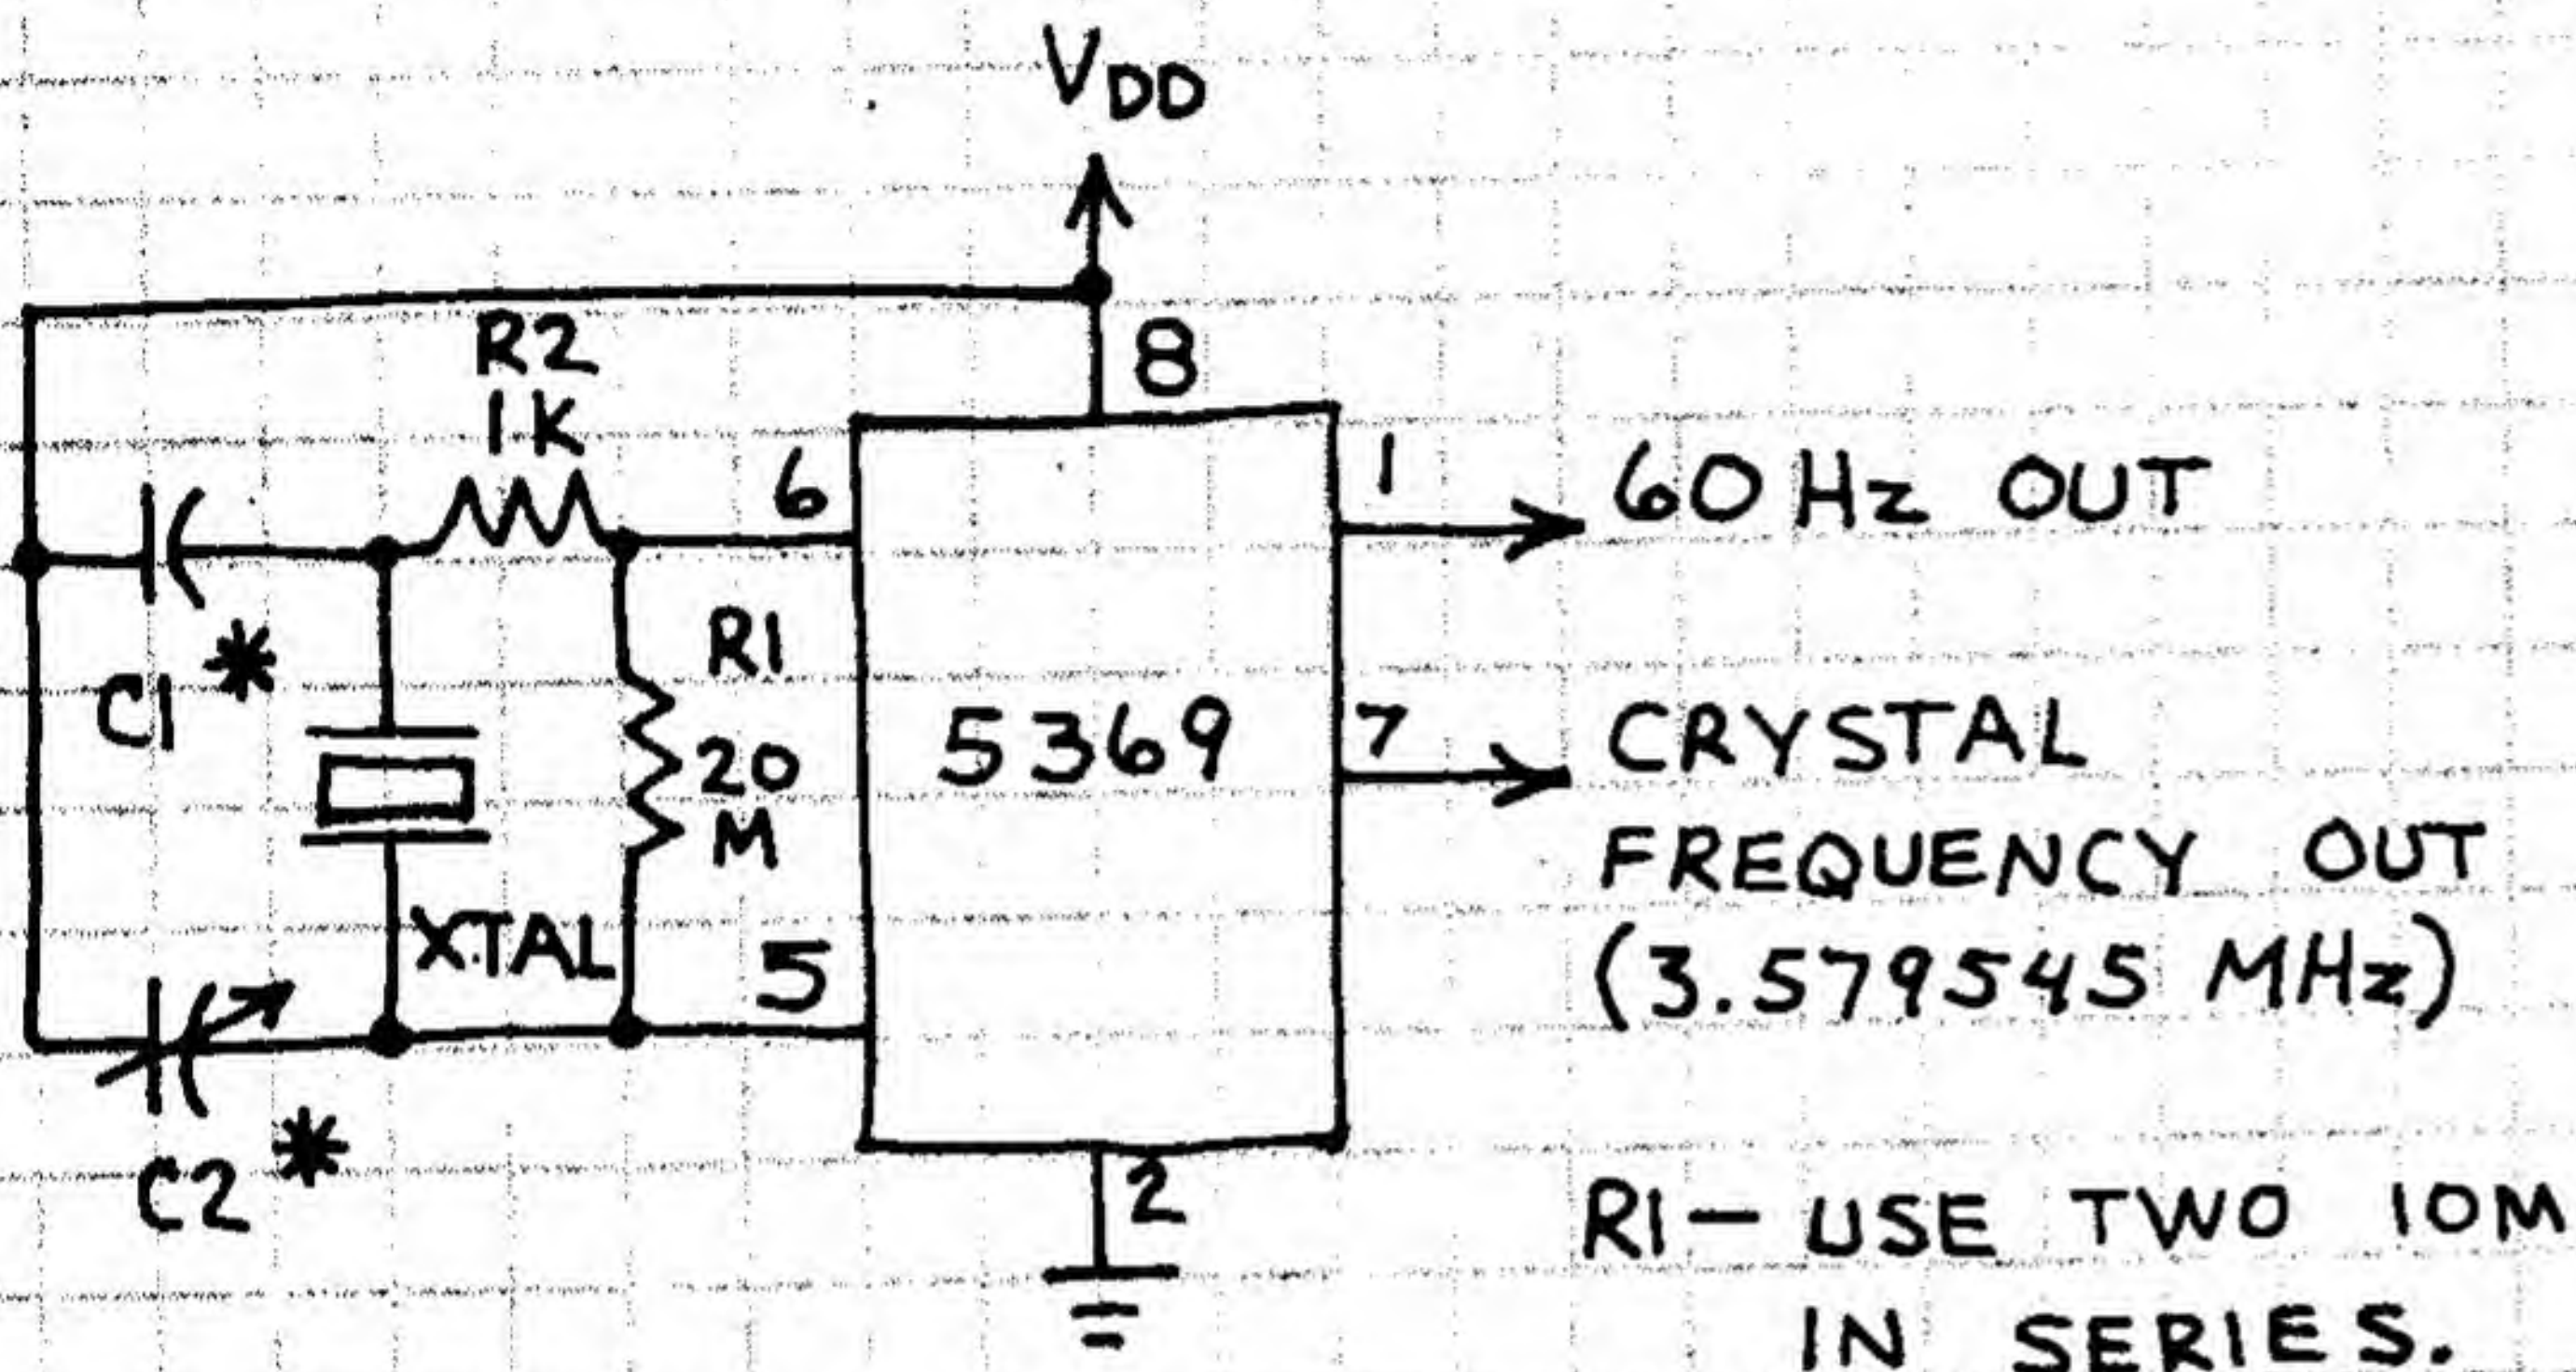 VDD
8
R2
1K
6
1
60 Hz OUT
C1*
R1
20
M
5369
7
CRYSTAL
FREQUENCY OUT
(3.579545 MHz)
XTAL
5
C2*
2
R1— USE TWO 10M
IN SERIES.